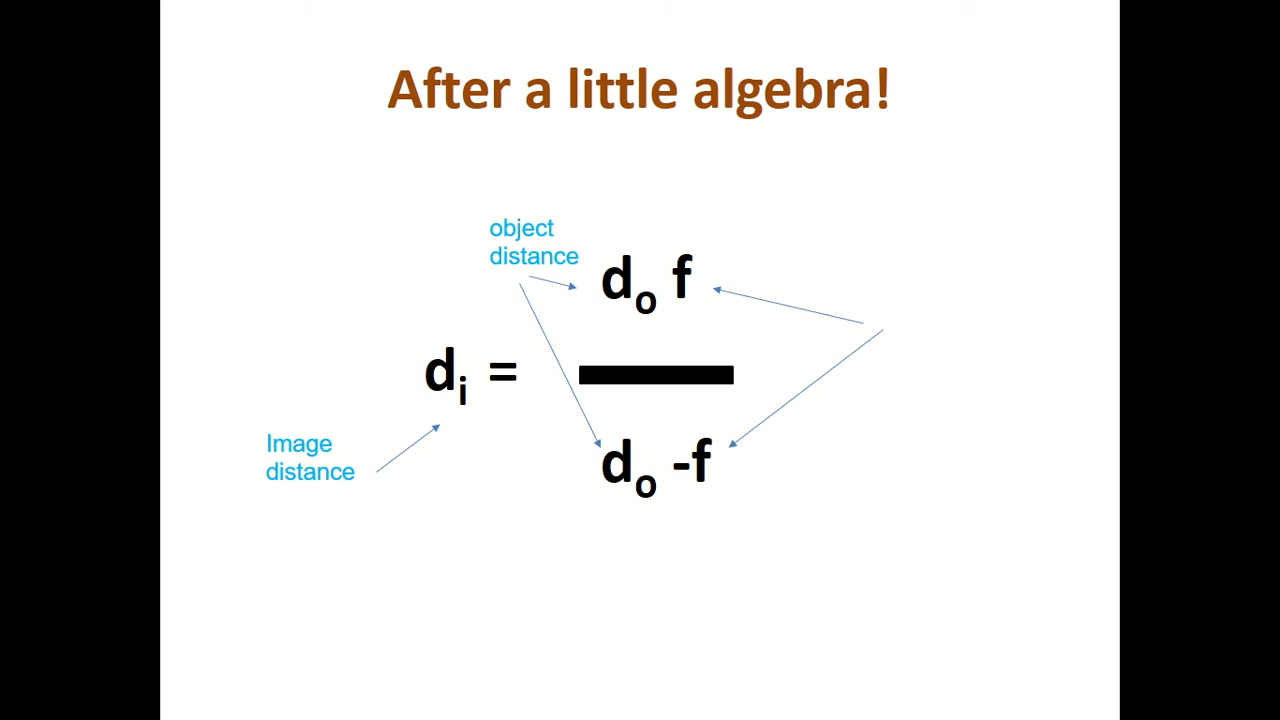 After a little algebra!
object
distance
dₒ f
dᵢ =
dₒ -f
Image
distance